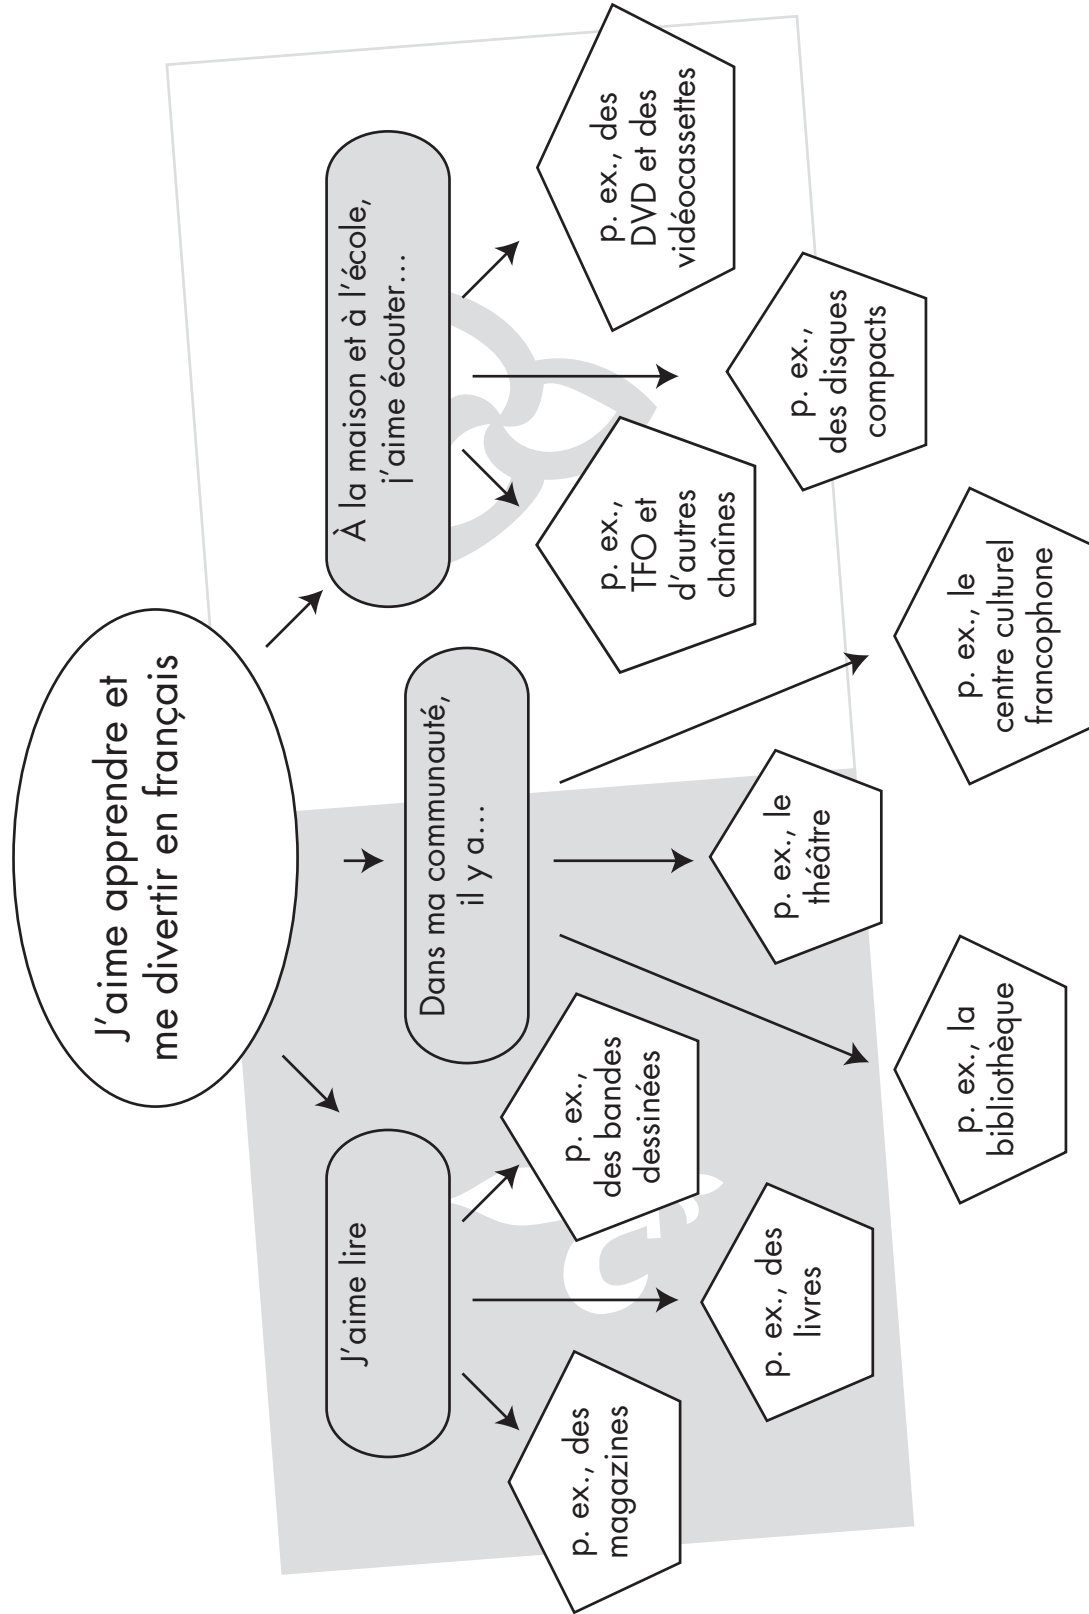 J'aime apprendre et
me divertir en français
J'aime lire
p. ex., des
magazines
p. ex., des
livres
p. ex.,
des bandes
dessinées
Dans ma communauté,
il y a…
p. ex., la
bibliothèque
p. ex., le
théâtre
p. ex., le
centre culturel
francophone
À la maison et à l'école,
j'aime écouter…
p. ex.,
TFO et
d'autres
chaînes
p. ex.,
des disques
compacts
p. ex., des
DVD et des
vidéocassettes